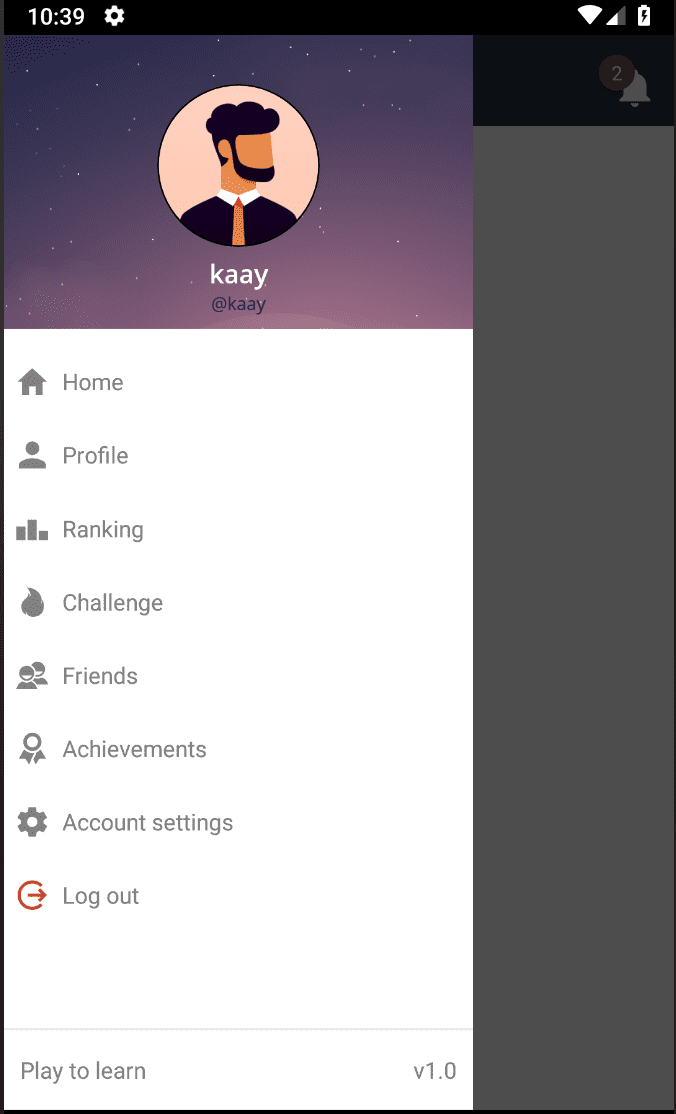 10:39
2
kaay
@kaay
Home
Profile
Ranking
Challenge
Friends
Achievements
Account settings
Log out
Play to learn v1.0